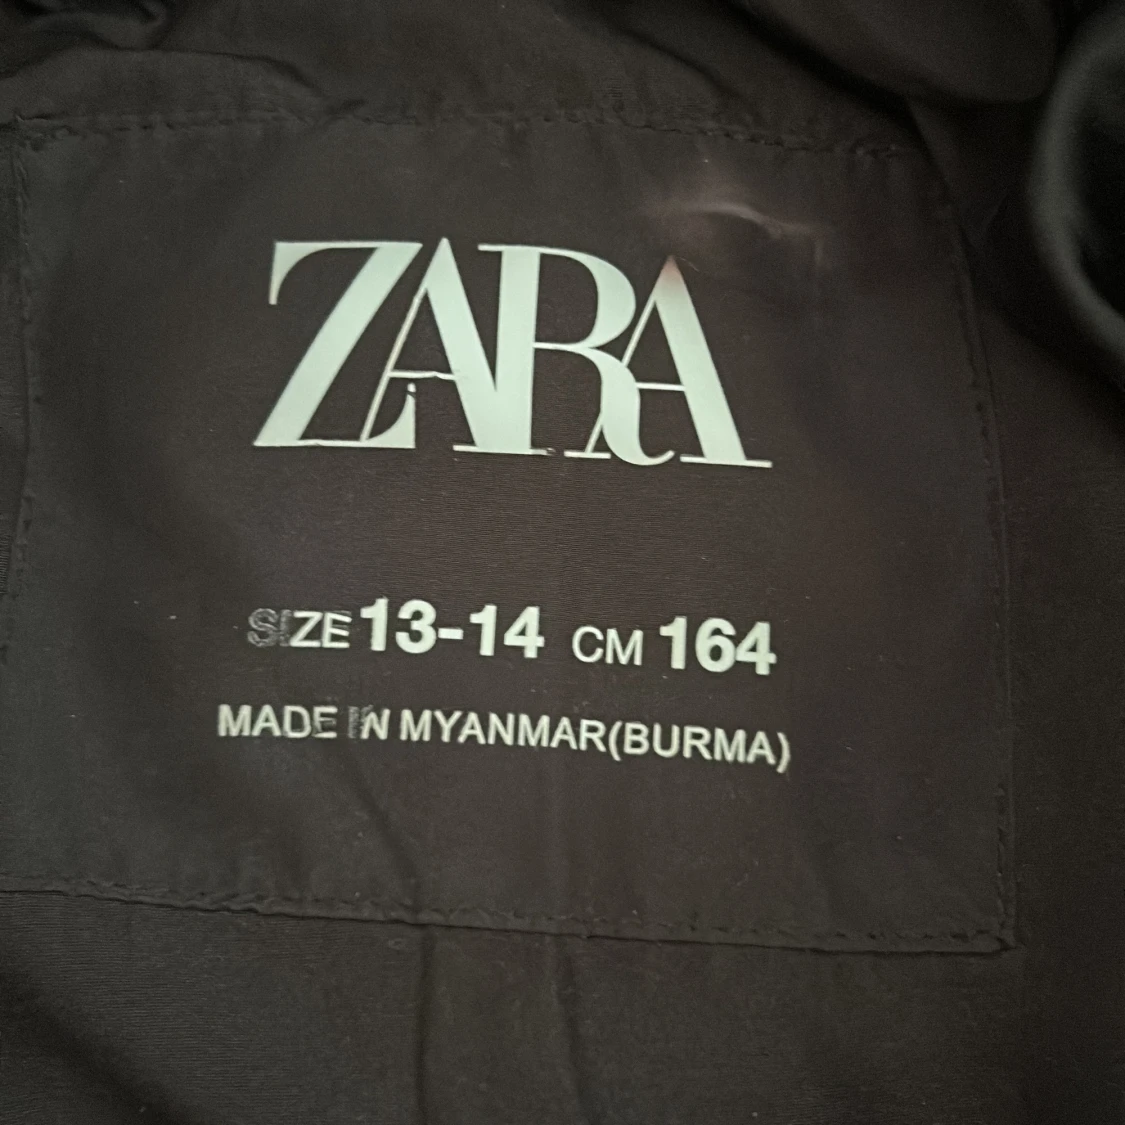 ZARA
SIZE 13-14 CM 164
MADE IN MYANMAR(BURMA)